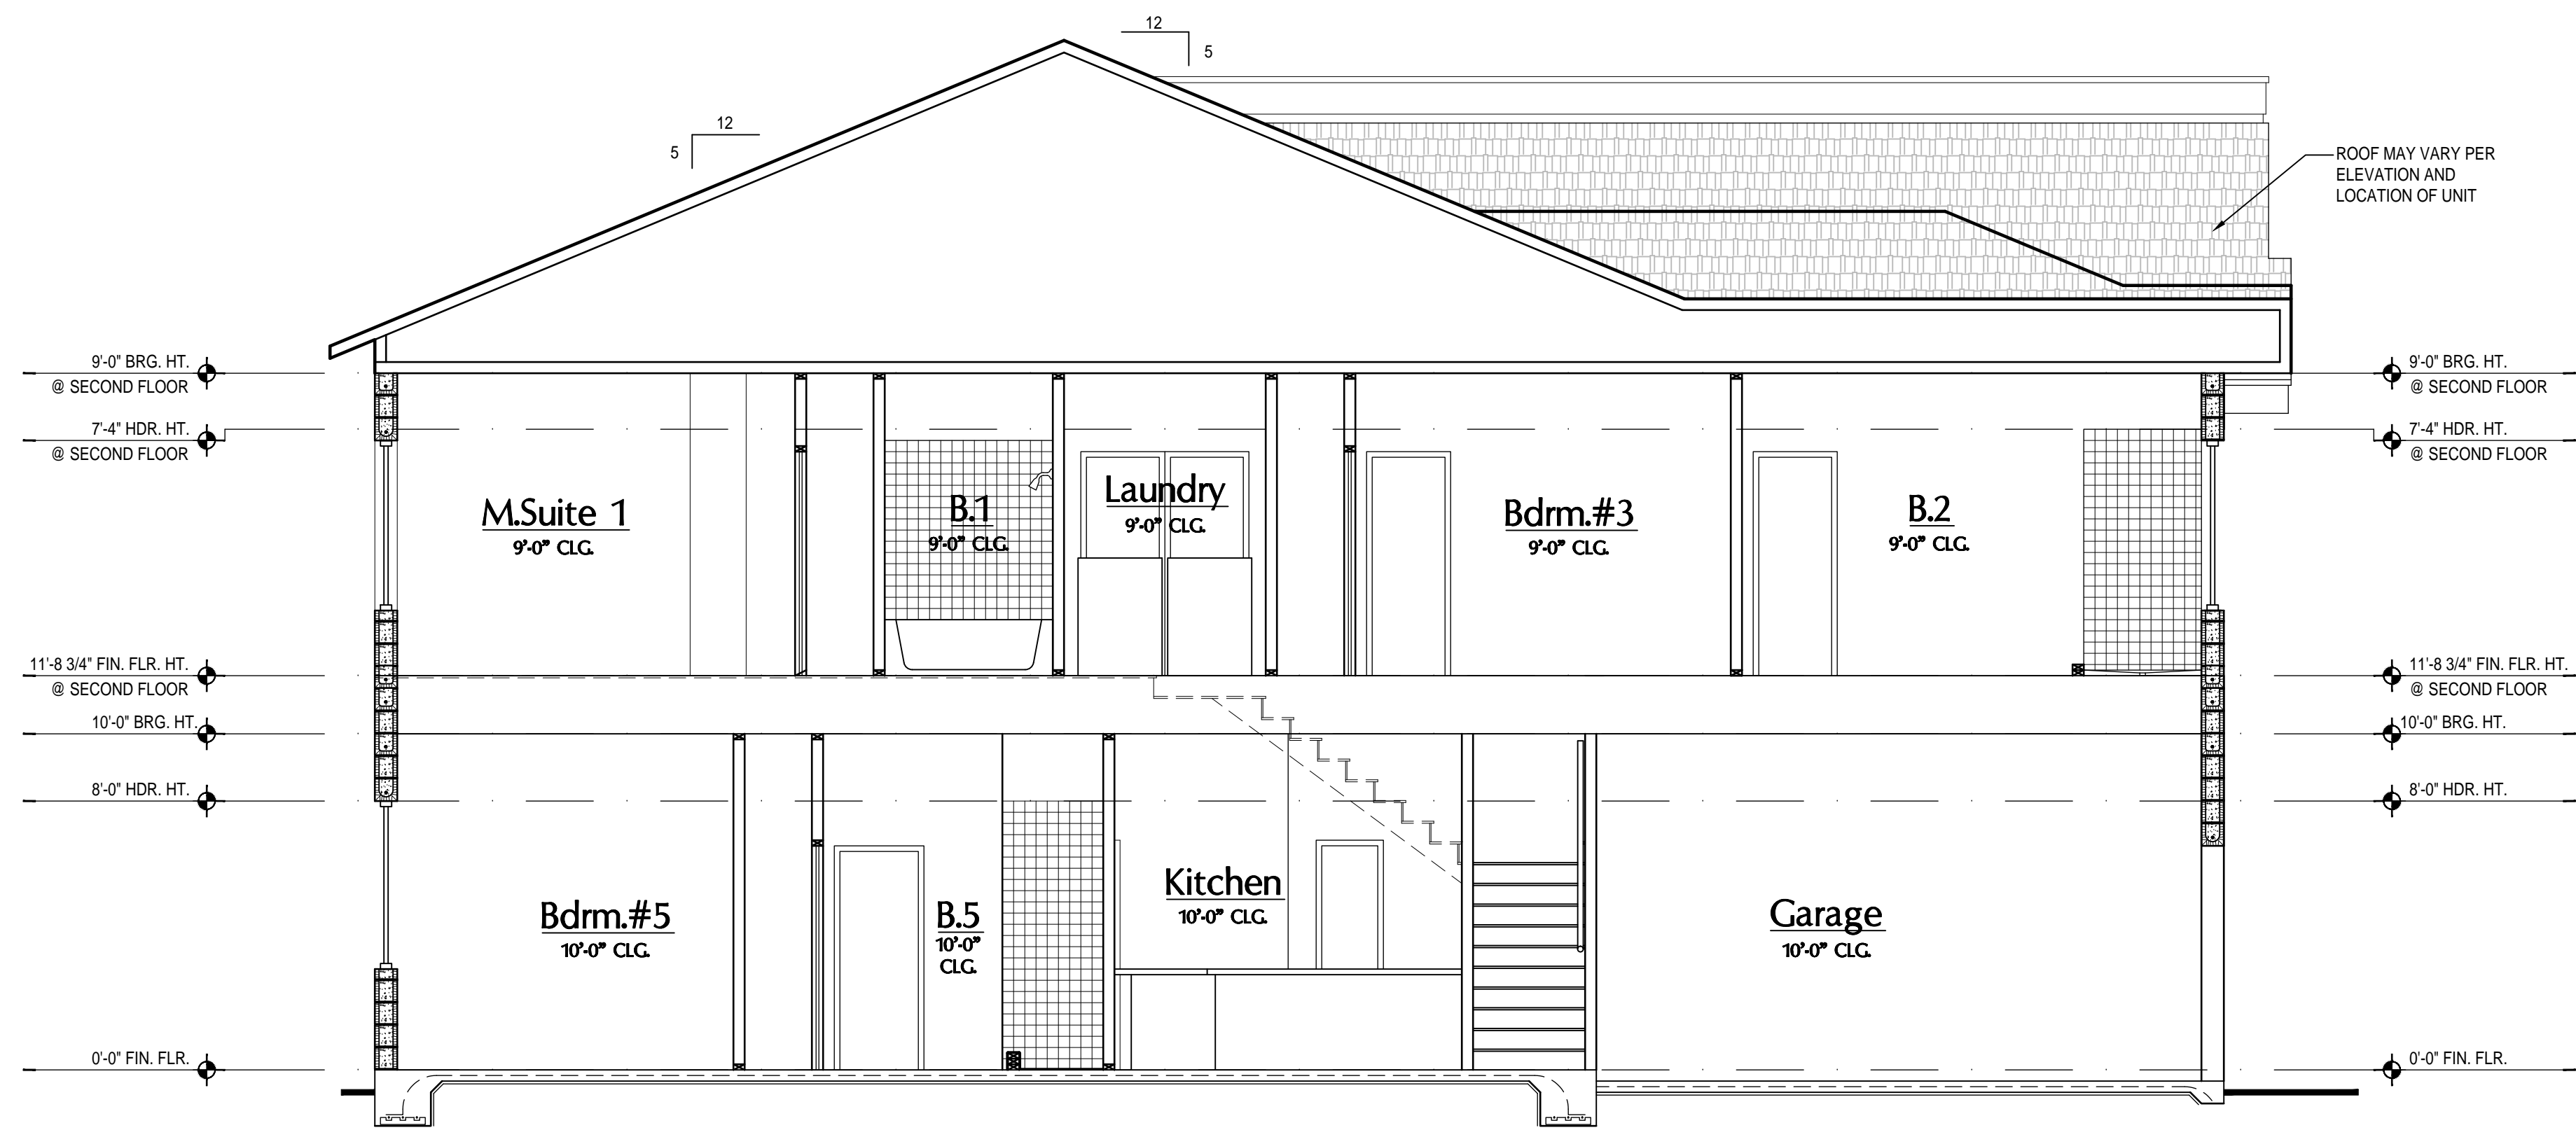 12
5
12
5
ROOF MAY VARY PER
ELEVATION AND
LOCATION OF UNIT
9'-0" BRG. HT.
@ SECOND FLOOR
9'-0" BRG. HT.
@ SECOND FLOOR
7'-4" HDR. HT.
@ SECOND FLOOR
7'-4" HDR. HT.
@ SECOND FLOOR
M.Suite 1
9'-0" CLG.
B.1
9'-0" CLG.
Laundry
9'-0" CLG.
Bdrm.#3
9'-0" CLG.
B.2
9'-0" CLG.
11'-8 3/4" FIN. FLR. HT.
@ SECOND FLOOR
11'-8 3/4" FIN. FLR. HT.
@ SECOND FLOOR
10'-0" BRG. HT.
10'-0" BRG. HT.
8'-0" HDR. HT.
8'-0" HDR. HT.
Bdrm.#5
10'-0" CLG.
B.5
10'-0"
CLG.
Kitchen
10'-0" CLG.
Garage
10'-0" CLG.
0'-0" FIN. FLR.
0'-0" FIN. FLR.